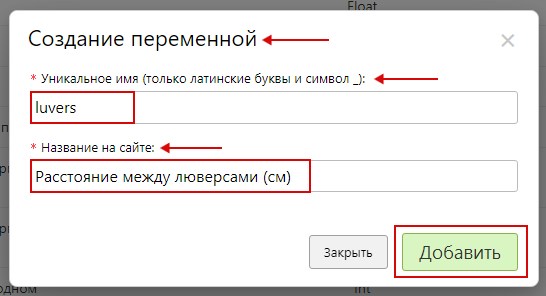 Float
Создание переменной
×
* Уникальное имя (только латинские буквы и символ _):
luvers
* Название на сайте:
Расстояние между люверсами (см)
Закрыть
Добавить
одном
Int